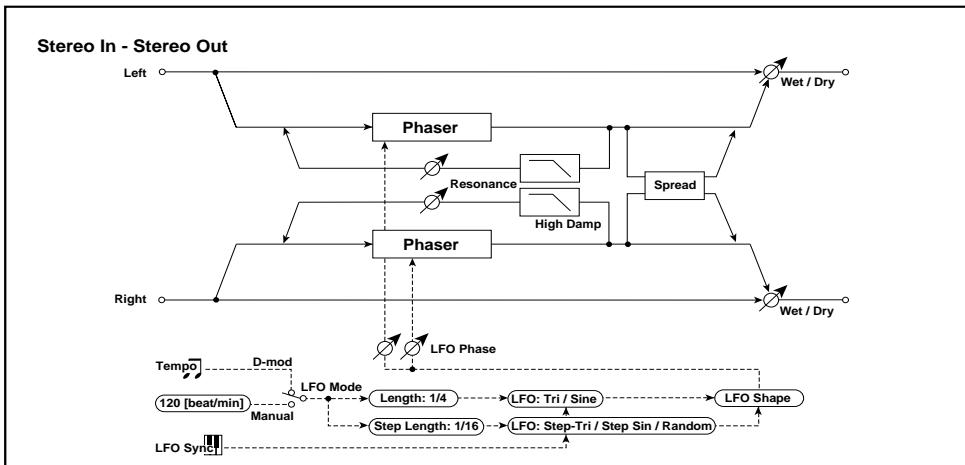 Stereo In - Stereo Out
Left
Wet / Dry
Phaser
Resonance
Spread
High Damp
Phaser
Right
Wet / Dry
LFO Phase
Tempo
D-mod
LFO Mode
120 [beat/min]
Manual
Length: 1/4
LFO: Tri / Sine
LFO Shape
Step Length: 1/16
LFO: Step-Tri / Step Sin / Random
LFO Sync